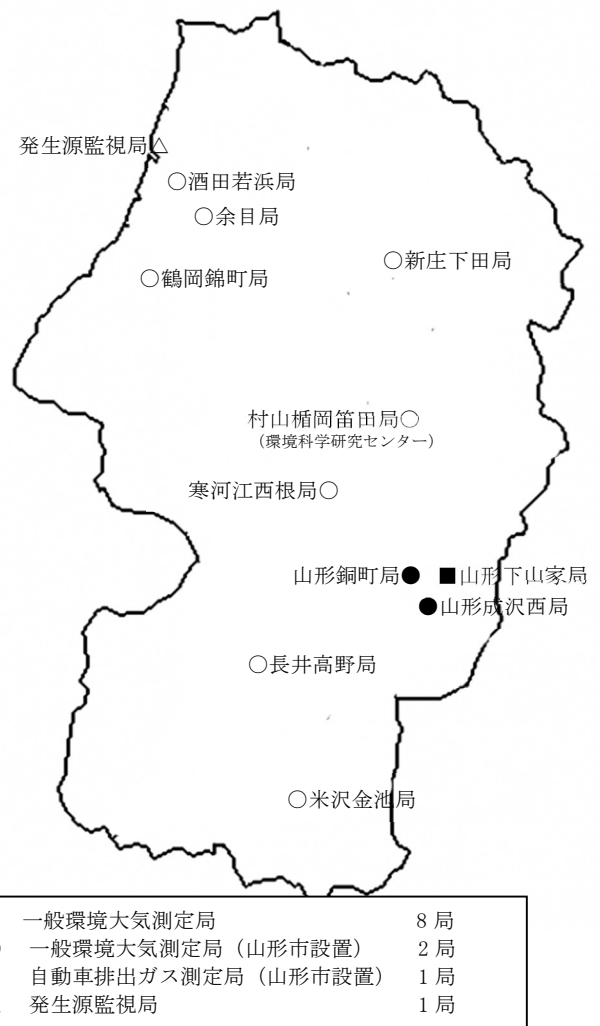 発生源監視局△
○酒田若浜局
○余目局
○新庄下田局
○鶴岡錦町局
村山楯岡笛田局○
（環境科学研究センター）
寒河江西根局○
山形銅町局● ■山形下山家局
●山形成沢西局
○長井高野局
○米沢金池局
一般環境大気測定局 8局
一般環境大気測定局（山形市設置） 2局
自動車排出ガス測定局（山形市設置） 1局
発生源監視局 1局